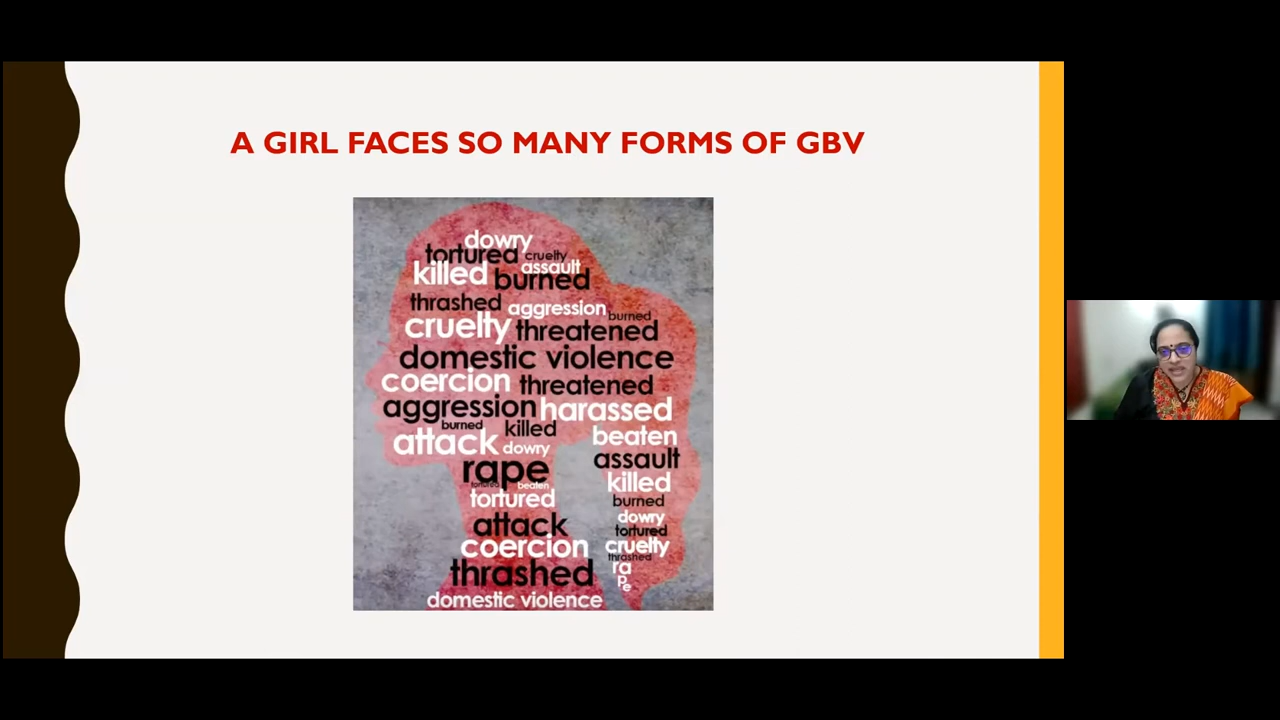 A GIRL FACES SO MANY FORMS OF GBV
dowry
tortured cruelty
killed assault
burned
thrashed aggression burned
cruelty threatened
domestic violence
coercion threatened
aggression harassed
burned killed beaten
attack dowry assault
rape killed
tortured beaten
tortured burned
attack dowry
tortured
coercion cruelty
thrashed
thrashed ra
pe
domestic violence